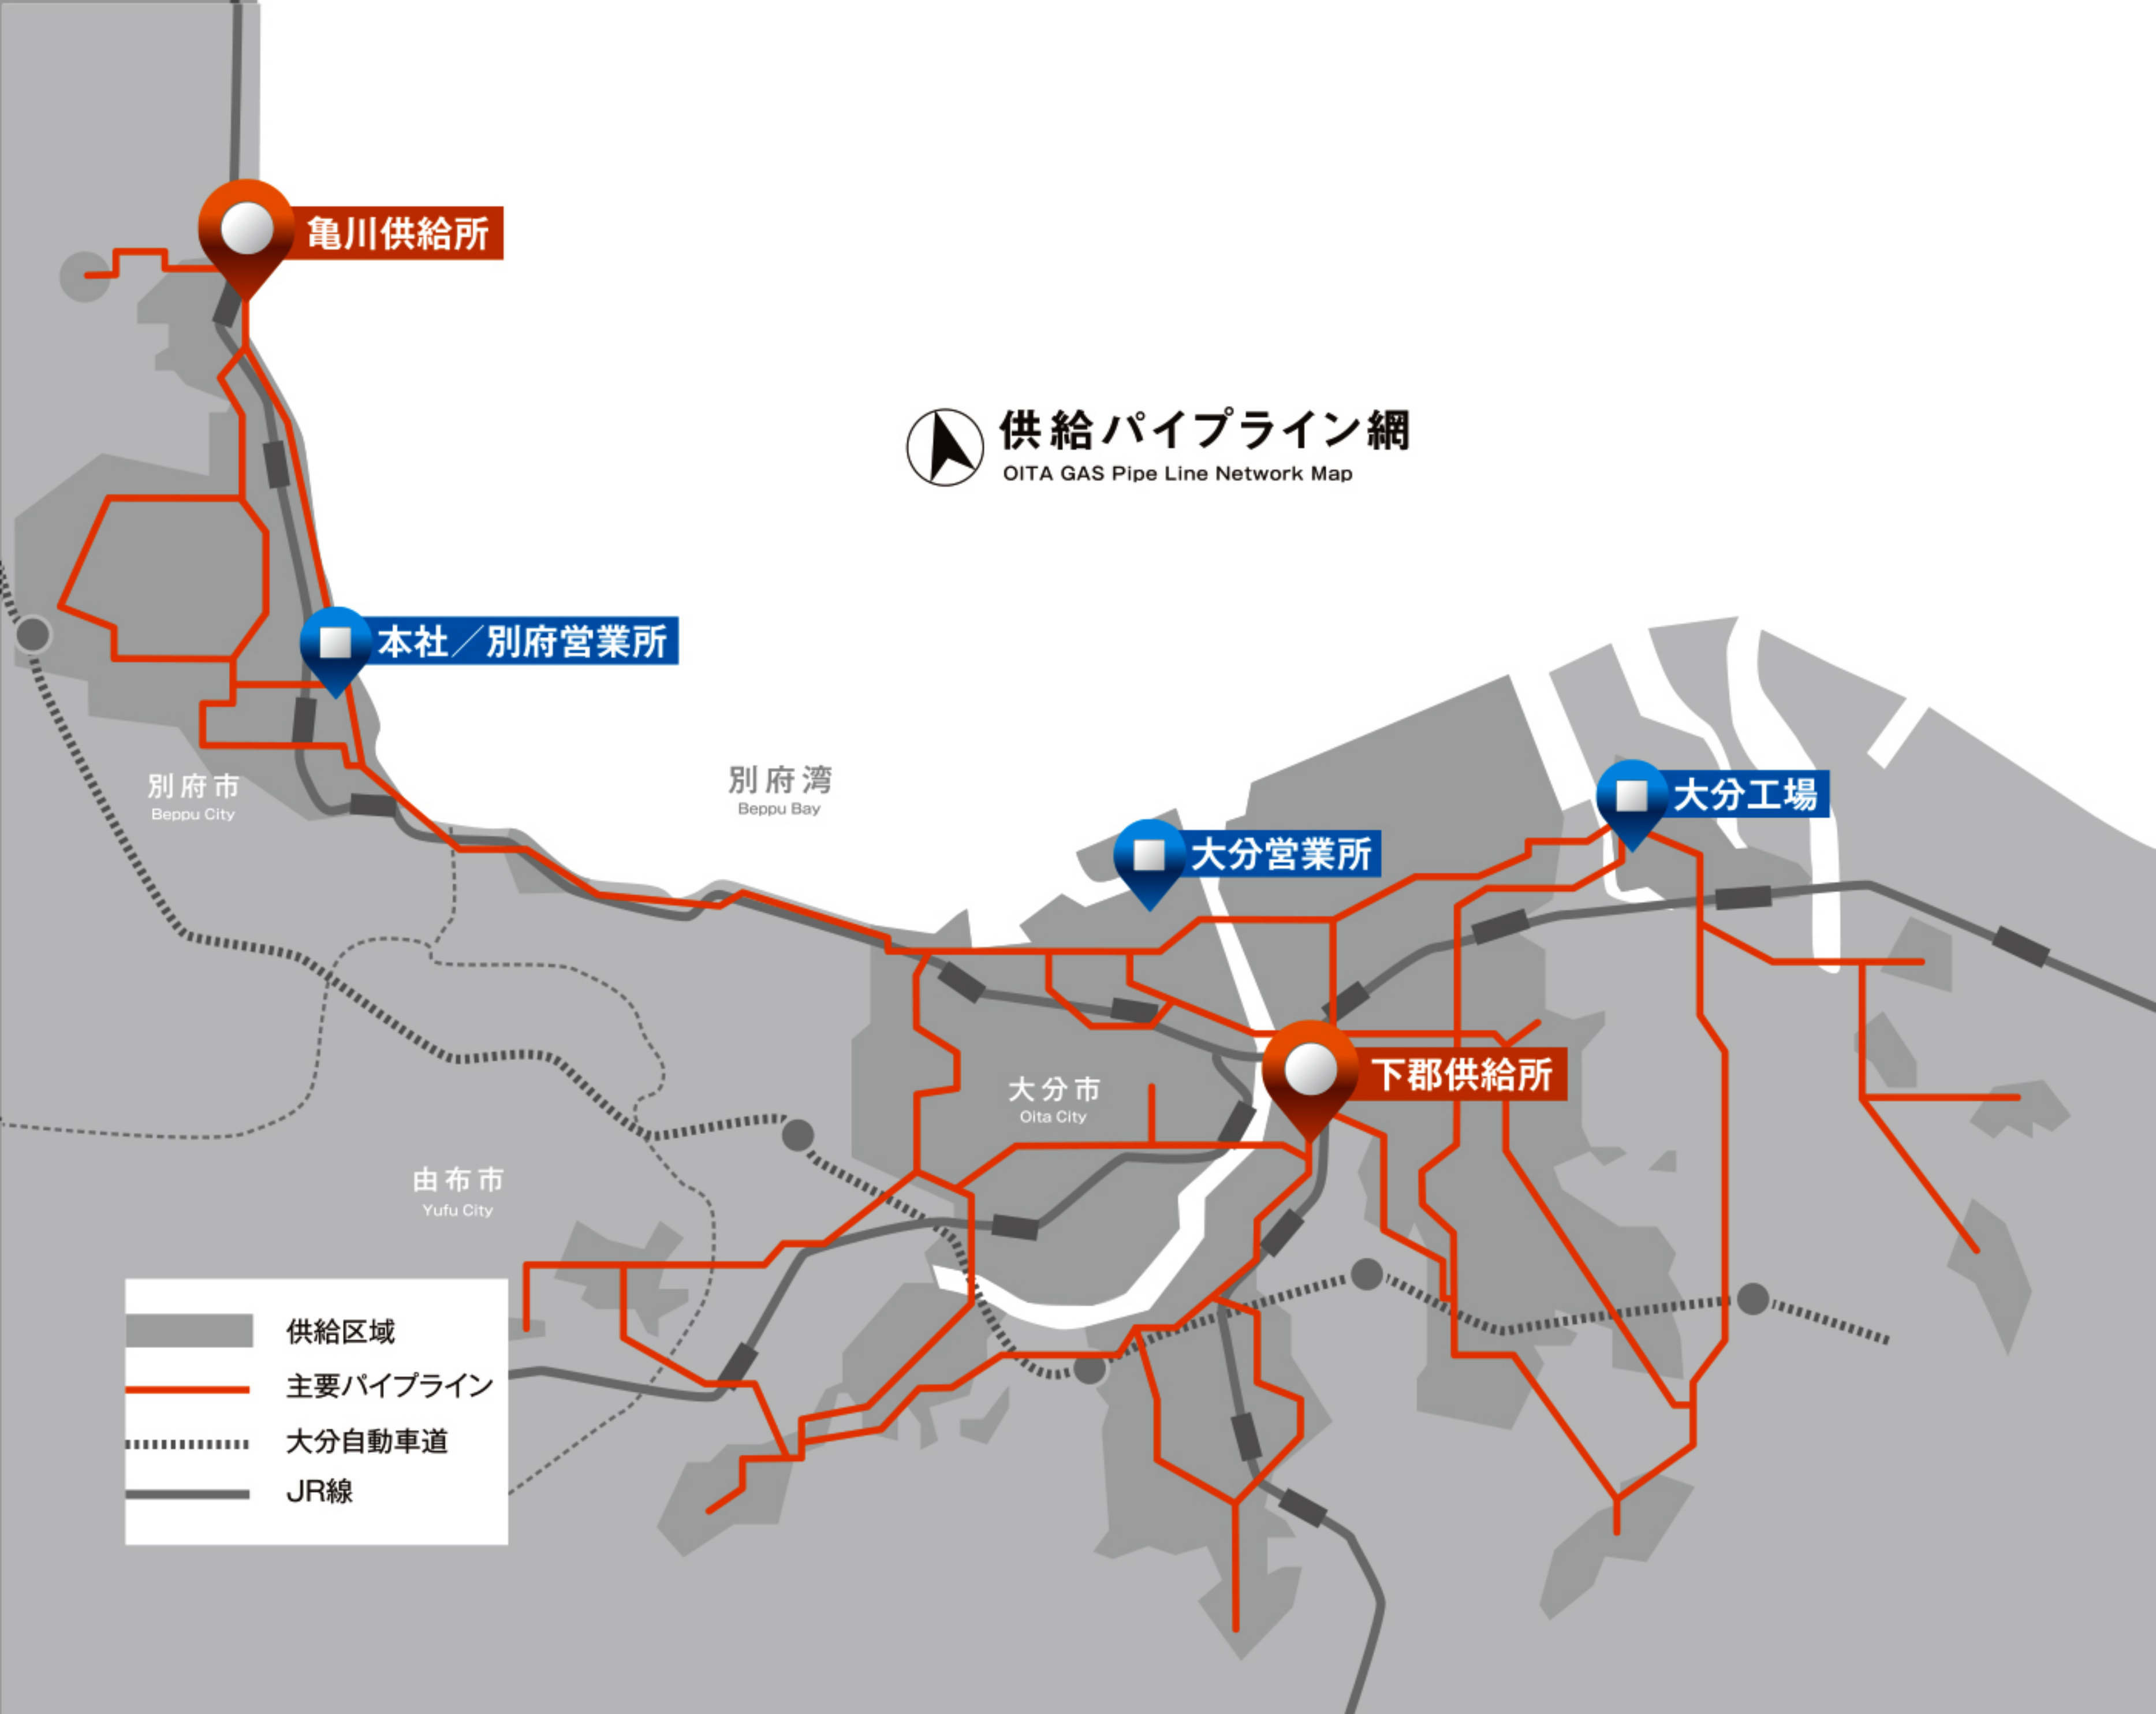 亀川供給所
供給パイプライン網
OITA GAS Pipe Line Network Map
本社／別府営業所
別府市
Beppu City
別府湾
Beppu Bay
大分工場
大分営業所
下郡供給所
大分市
Oita City
由布市
Yufu City
供給区域
主要パイプライン
大分自動車道
JR線